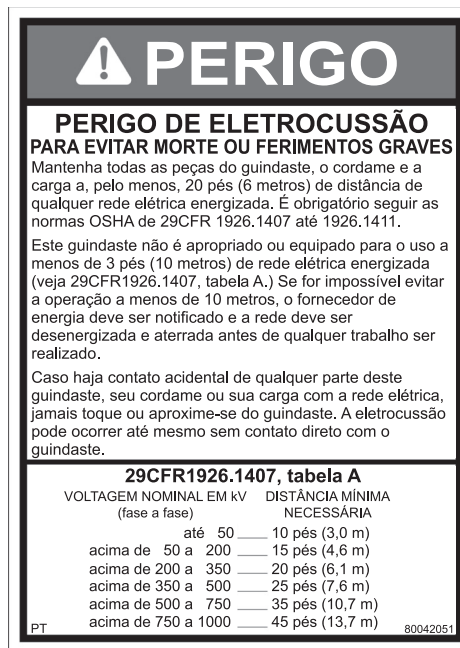 PERIGO
PERIGO DE ELETROCUSSÃO
PARA EVITAR MORTE OU FERIMENTOS GRAVES
Mantenha todas as peças do guindaste, o cordame e a
carga a, pelo menos, 20 pés (6 metros) de distância de
qualquer rede elétrica energizada. É obrigatório seguir as
normas OSHA de 29CFR 1926.1407 até 1926.1411.
Este guindaste não é apropriado ou equipado para o uso a
menos de 3 pés (10 metros) de rede elétrica energizada
(veja 29CFR1926.1407, tabela A.) Se for impossível evitar
a operação a menos de 10 metros, o fornecedor de
energia deve ser notificado e a rede deve ser
desenergizada e aterrada antes de qualquer trabalho ser
realizado.
Caso haja contato acidental de qualquer parte deste
guindaste, seu cordame ou sua carga com a rede elétrica,
jamais toque ou aproxime-se do guindaste. A eletrocussão
pode ocorrer até mesmo sem contato direto com o
guindaste.
29CFR1926.1407, tabela A
VOLTAGEM NOMINAL EM kV DISTÂNCIA MÍNIMA
(fase a fase) NECESSÁRIA
até 50 ___ 10 pés (3,0 m)
acima de 50 a 200 ___ 15 pés (4,6 m)
acima de 200 a 350 ___ 20 pés (6,1 m)
acima de 350 a 500 ___ 25 pés (7,6 m)
acima de 500 a 750 ___ 35 pés (10,7 m)
acima de 750 a 1000 ___ 45 pés (13,7 m)
PT 80042051